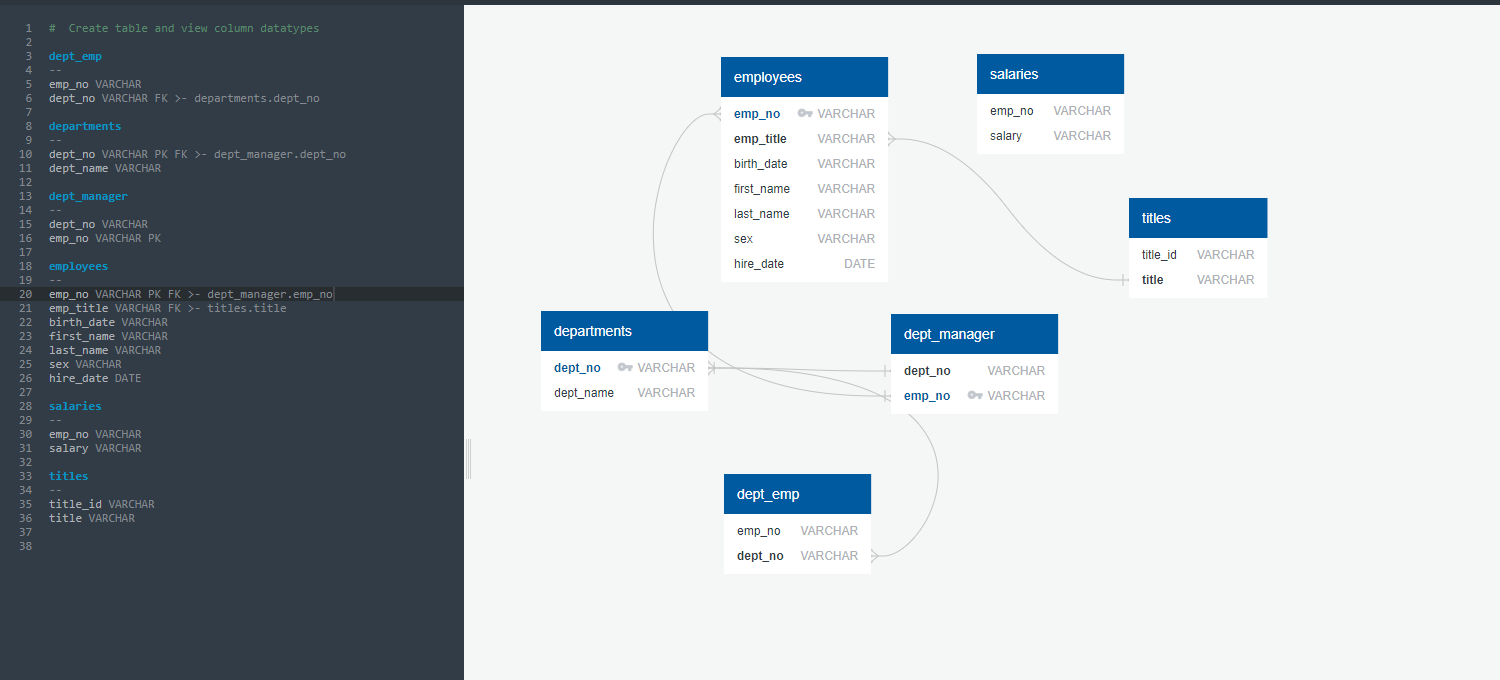 1 #  Create table and view column datatypes
2
3 dept_emp
4 --
5 emp_no VARCHAR
6 dept_no VARCHAR FK >- departments.dept_no
7
8 departments
9 --
10 dept_no VARCHAR PK FK >- dept_manager.dept_no
11 dept_name VARCHAR
12
13 dept_manager
14 --
15 dept_no VARCHAR
16 emp_no VARCHAR PK
17
18 employees
19 --
20 emp_no VARCHAR PK FK >- dept_manager.emp_no
21 emp_title VARCHAR FK >- titles.title
22 birth_date VARCHAR
23 first_name VARCHAR
24 last_name VARCHAR
25 sex VARCHAR
26 hire_date DATE
27
28 salaries
29 --
30 emp_no VARCHAR
31 salary VARCHAR
32
33 titles
34 --
35 title_id VARCHAR
36 title VARCHAR
37
38
employees
emp_no VARCHAR
emp_title VARCHAR
birth_date VARCHAR
first_name VARCHAR
last_name VARCHAR
sex VARCHAR
hire_date DATE
salaries
emp_no VARCHAR
salary VARCHAR
titles
title_id VARCHAR
title VARCHAR
departments
dept_no VARCHAR
dept_name VARCHAR
dept_manager
dept_no VARCHAR
emp_no VARCHAR
dept_emp
emp_no VARCHAR
dept_no VARCHAR